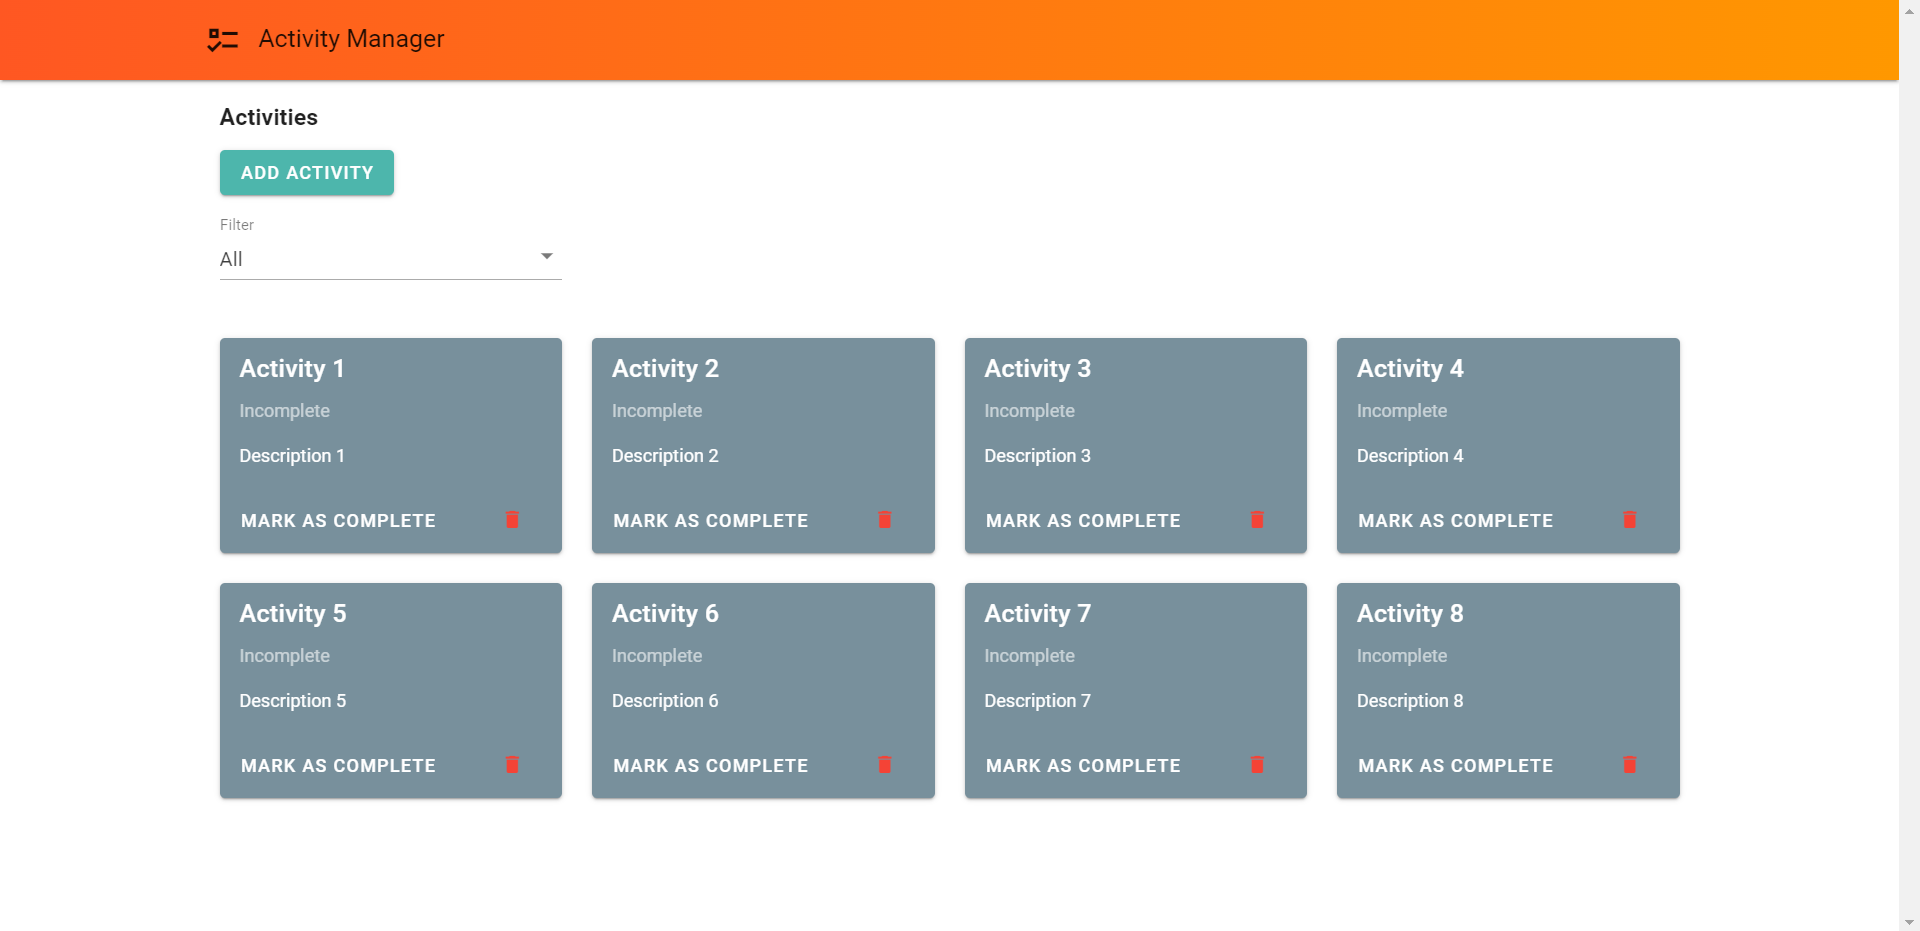 Activity Manager
Activities
ADD ACTIVITY
Filter
All
Activity 1
Incomplete
Description 1
MARK AS COMPLETE
Activity 2
Incomplete
Description 2
MARK AS COMPLETE
Activity 3
Incomplete
Description 3
MARK AS COMPLETE
Activity 4
Incomplete
Description 4
MARK AS COMPLETE
Activity 5
Incomplete
Description 5
MARK AS COMPLETE
Activity 6
Incomplete
Description 6
MARK AS COMPLETE
Activity 7
Incomplete
Description 7
MARK AS COMPLETE
Activity 8
Incomplete
Description 8
MARK AS COMPLETE